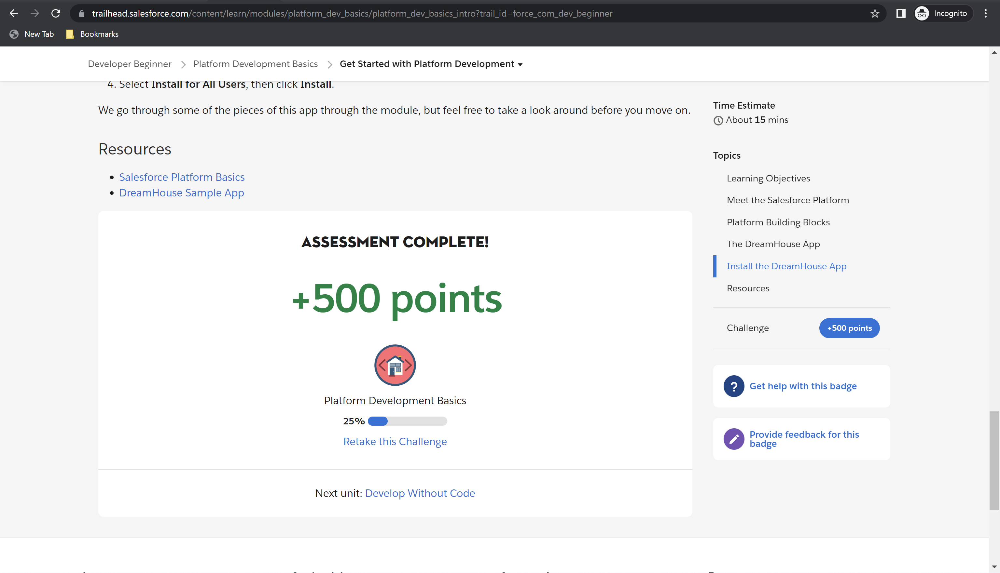 trailhead.salesforce.com/content/learn/modules/platform_dev_basics/platform_dev_basics_intro?trail_id=force_com_dev_beginner
Incognito
New Tab
Bookmarks
Developer Beginner
Platform Development Basics
Get Started with Platform Development
4. Select Install for All Users, then click Install.
We go through some of the pieces of this app through the module, but feel free to take a look around before you move on.
Resources
Salesforce Platform Basics
DreamHouse Sample App
ASSESSMENT COMPLETE!
+500 points
Platform Development Basics
25%
Retake this Challenge
Next unit: Develop Without Code
Time Estimate
About 15 mins
Topics
Learning Objectives
Meet the Salesforce Platform
Platform Building Blocks
The DreamHouse App
Install the DreamHouse App
Resources
Challenge
+500 points
?
Get help with this badge
Provide feedback for this
badge